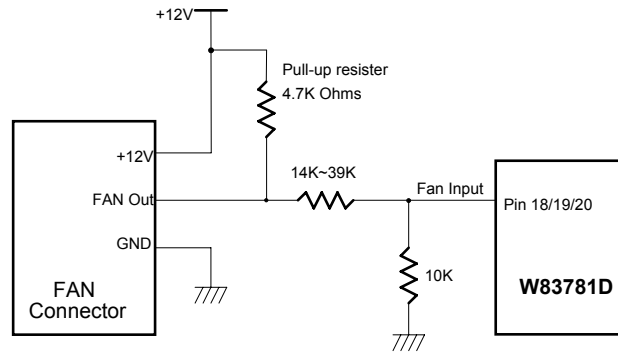 +12V
Pull-up resister
4.7K Ohms
+12V
14K~39K
Fan Input
FAN Out
Pin 18/19/20
GND
10K
FAN
Connector
W83781D